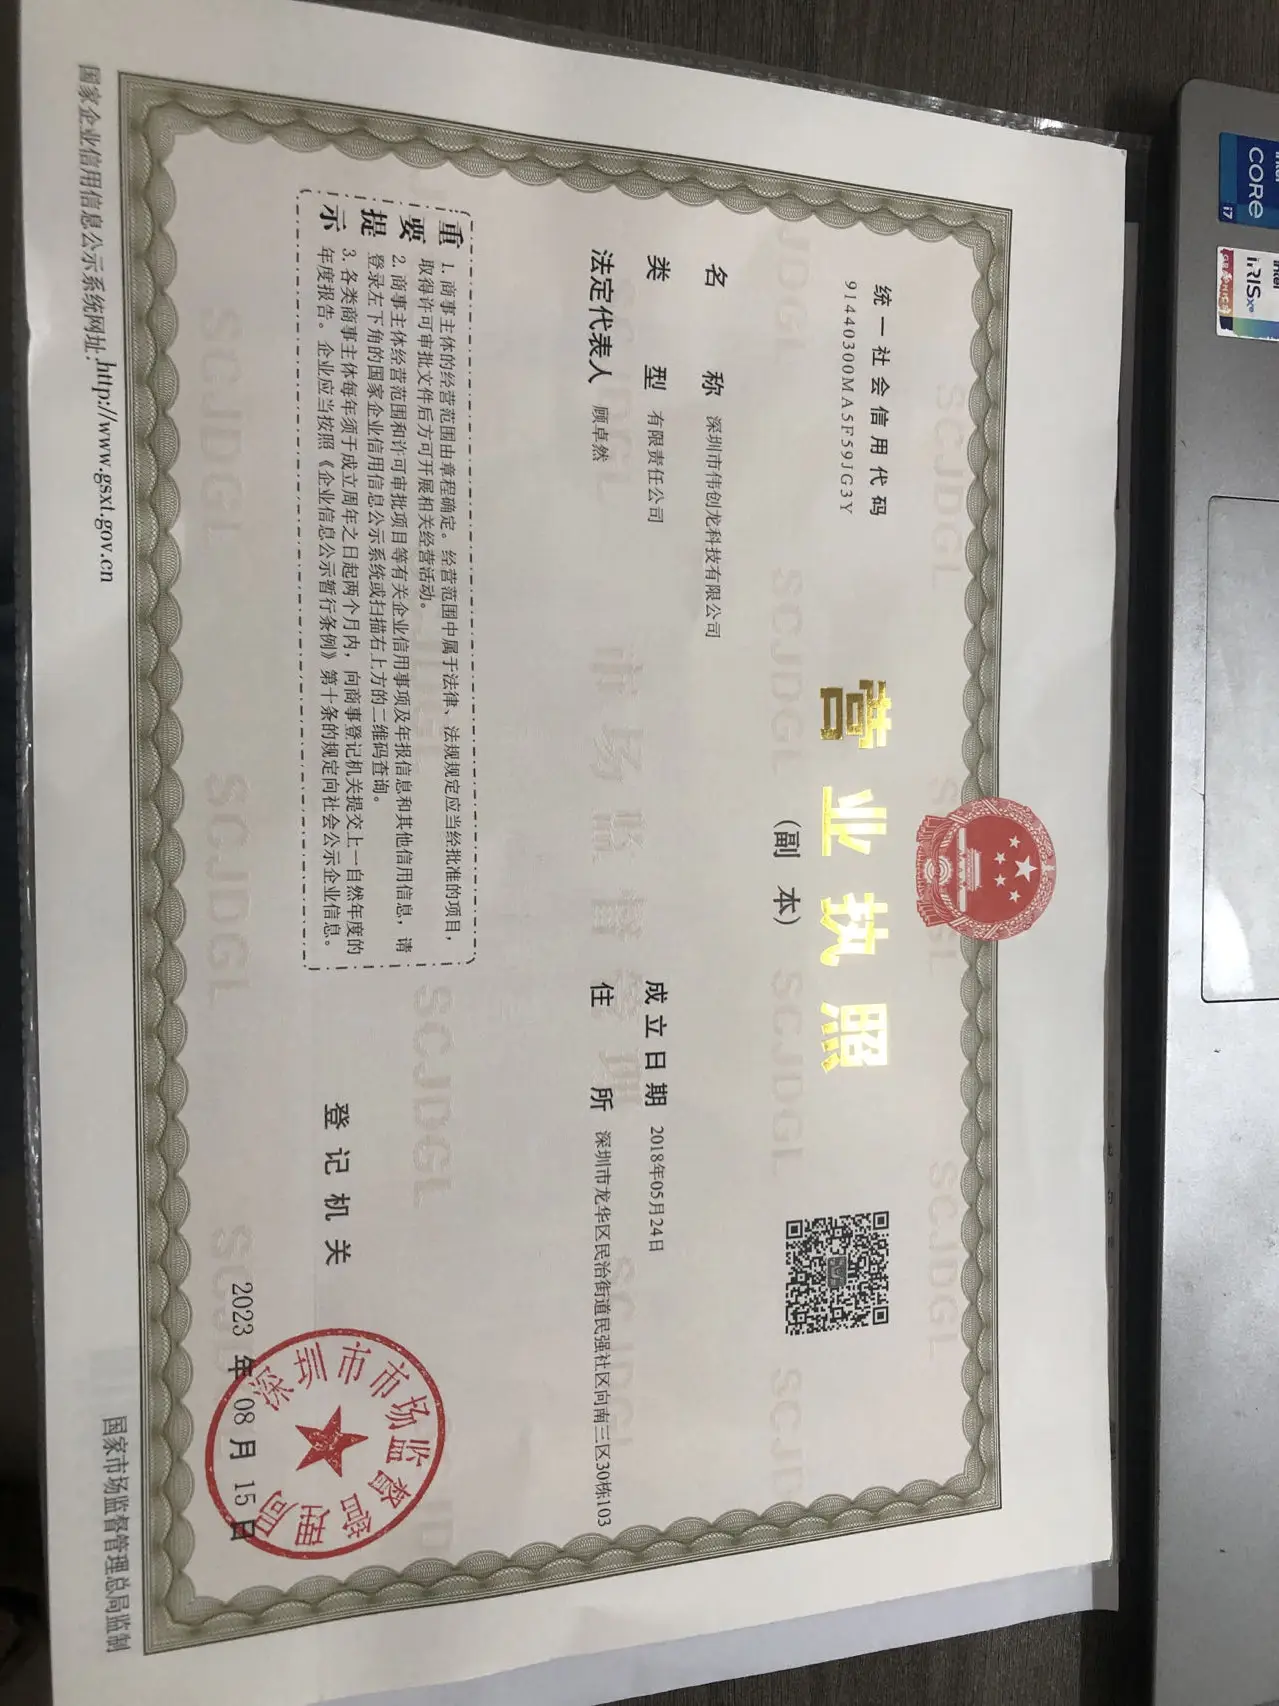 统一社会信用代码
91440300MA5F59JG3Y
营业执照
（副 本）
名 称 深圳市伟创龙科技有限公司
类 型 有限责任公司
法定代表人 顾卓然
成立日期 2018年05月24日
住 所 深圳市龙华区民治街道民强社区向南三区30栋103
重要提示
1. 商事主体的经营范围由章程确定。经营范围中属于法律、法规规定应当经批准的项目，
取得许可审批文件后方可开展相关经营活动。
2. 商事主体经营范围和许可审批项目等有关企业信用事项及年报信息和其他信用信息，请
登录左下角的国家企业信用信息公示系统或扫描右上方的二维码查询。
3. 各类商事主体每年须于成立周年之日起两个月内，向商事登记机关提交上一自然年度的
年度报告。企业应当按照《企业信息公示暂行条例》第十条的规定向社会公示企业信息。
登记机关
深圳市市场监督管理局
2023 年 08 月 15 日
国家企业信用信息公示系统网址:http://www.gsxt.gov.cn
国家市场监督管理总局监制
SCJDGL
市场监督管理
intel
CORE
i7
intel
iRISxe
GRAPHICS